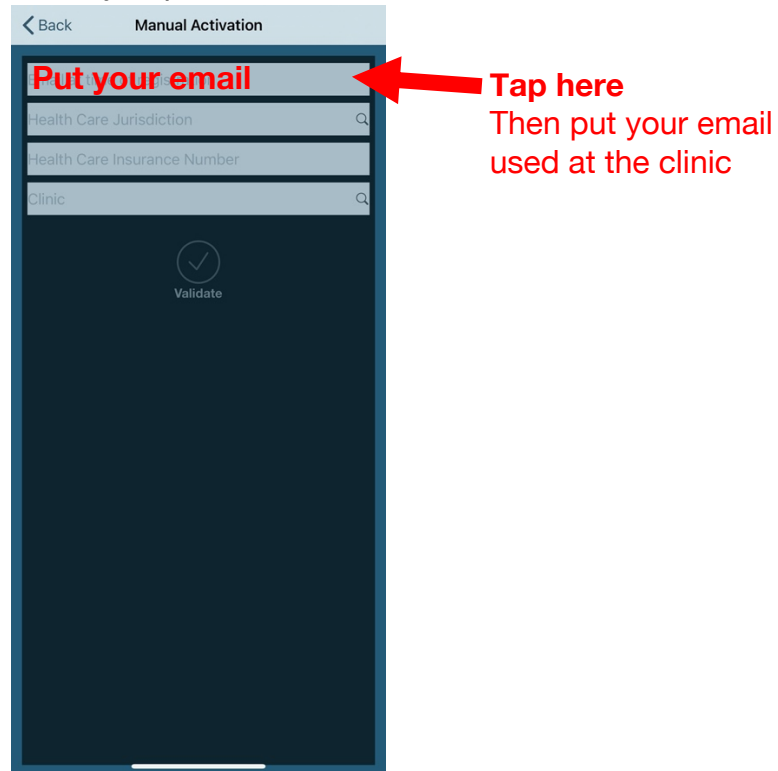 Back
Manual Activation
Put your email
Tap here
Then put your email
used at the clinic
Health Care Jurisdiction
Health Care Insurance Number
Clinic
Validate